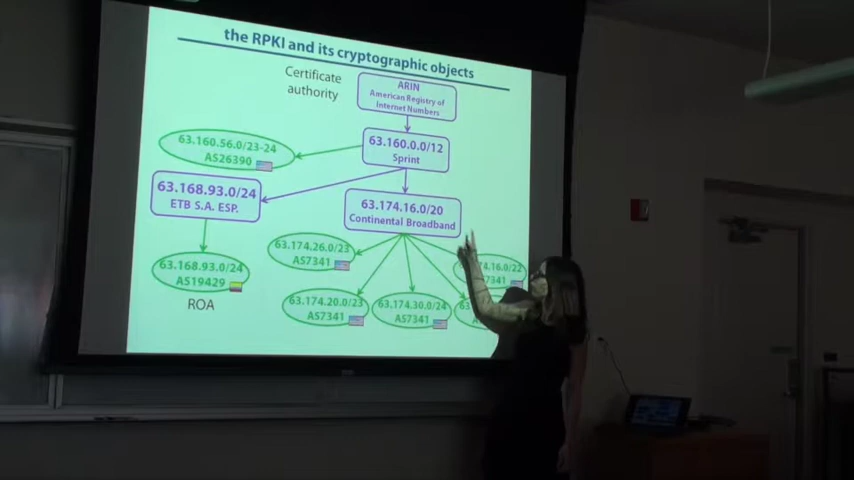 the RPKI and its cryptographic objects
Certificate
authority
ARIN
American Registry of
Internet Numbers
63.160.0.0/12
Sprint
63.160.56.0/23-24
AS26390
63.168.93.0/24
ETB S.A. ESP.
63.174.16.0/20
Continental Broadband
63.174.26.0/23
AS7341
.174.16.0/22
7341
63.168.93.0/24
AS19429
ROA
63.174.20.0/23
AS7341
63.174.30.0/24
AS7341